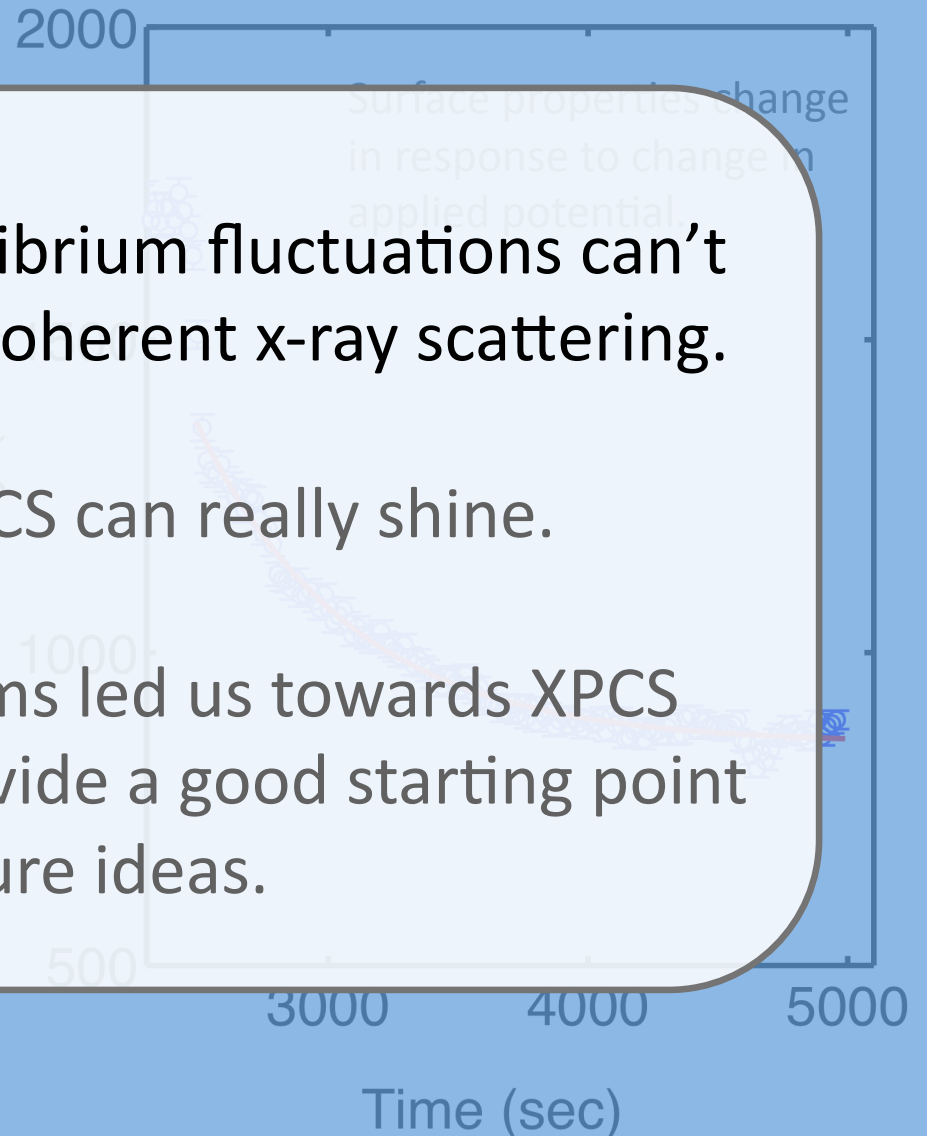 2000
Surface properties change
in response to change in
applied potential.
ibrium fluctuations can't
oherent x-ray scattering.
CS can really shine.
1000
ms led us towards XPCS
vide a good starting point
ure ideas.
500
3000 4000 5000
Time (sec)